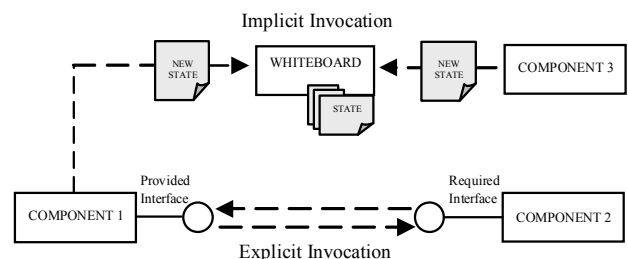 Implicit Invocation
NEW
STATE
WHITEBOARD
STATE
NEW
STATE
COMPONENT 3
Provided
Interface
COMPONENT 1
Required
Interface
COMPONENT 2
Explicit Invocation